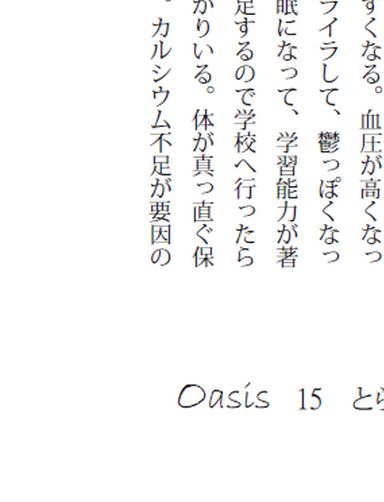 すくなる。血圧が高くなっ
ライラして、鬱っぽくなっ
眠になって、学習能力が著
足するので学校へ行ったら
かりいる。体が真っ直ぐ保
。カルシウム不足が要因の
Oasis 15 とら